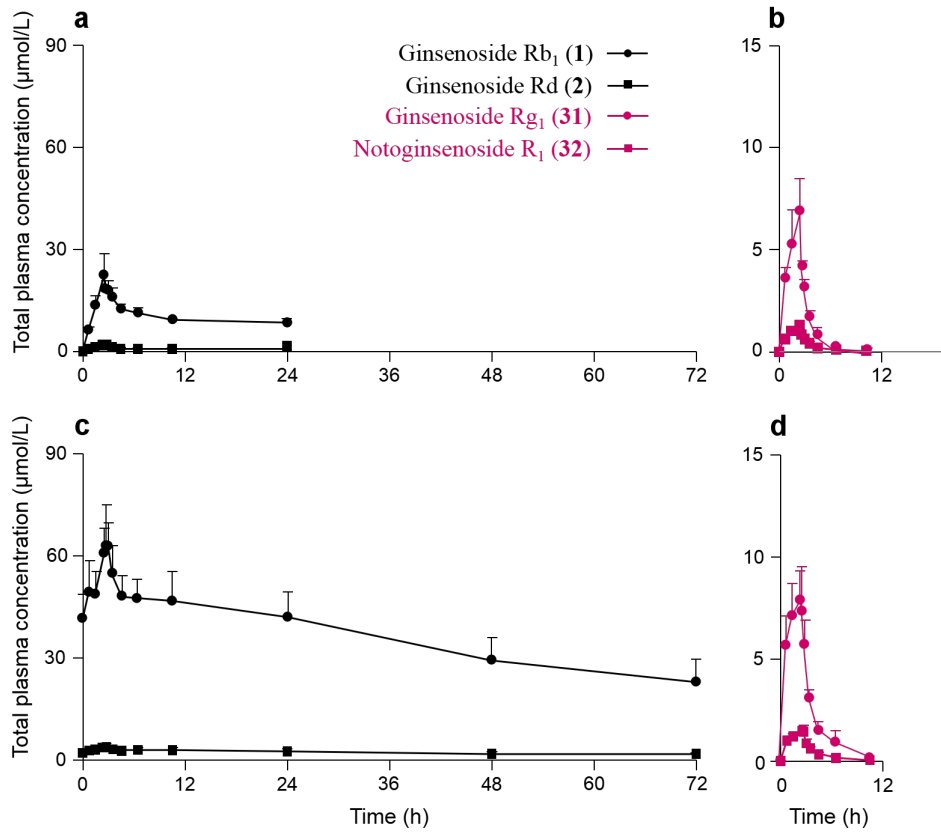 a
Total plasma concentration (μmol/L)
90
60
30
0
0 12 24 36 48 60 72
Ginsenoside Rb₁ (1)
Ginsenoside Rd (2)
Ginsenoside Rg₁ (31)
Notoginsenoside R₁ (32)
b
15
10
5
0
0 12
c
Total plasma concentration (μmol/L)
90
60
30
0
0 12 24 36 48 60 72
Time (h)
d
15
10
5
0
0 12
Time (h)